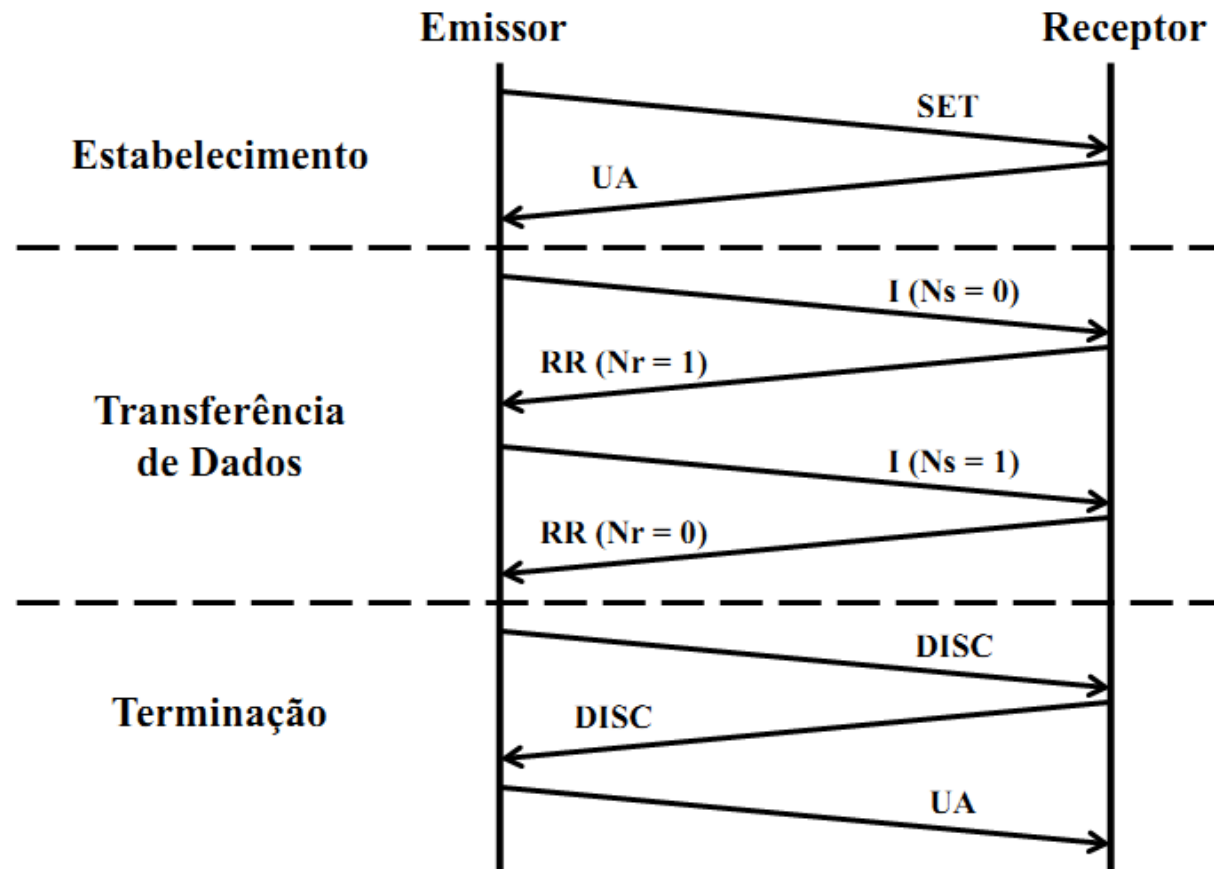 Emissor
Receptor
SET
Estabelecimento
UA
I (Ns = 0)
RR (Nr = 1)
Transferência
de Dados
I (Ns = 1)
RR (Nr = 0)
DISC
Terminação
DISC
UA